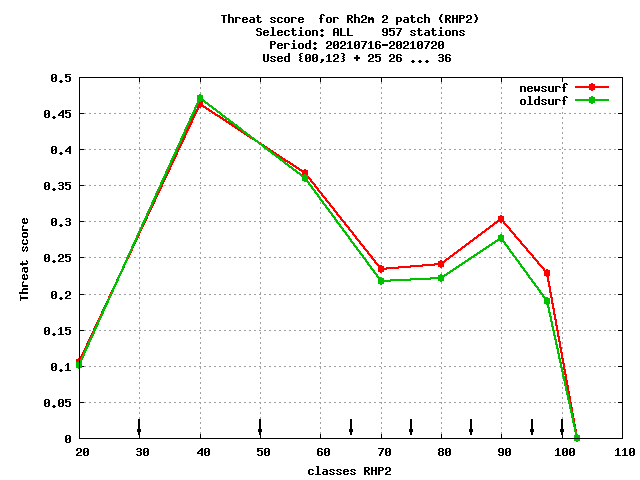 Threat score  for Rh2m 2 patch (RHP2)
Selection: ALL    957 stations
Period: 20210716-20210720
Used {00,12} + 25 26 ... 36
newsurf
oldsurf
0.5
0.45
0.4
0.35
0.3
0.25
0.2
0.15
0.1
0.05
0
Threat score
20 30 40 50 60 70 80 90 100 110
classes RHP2